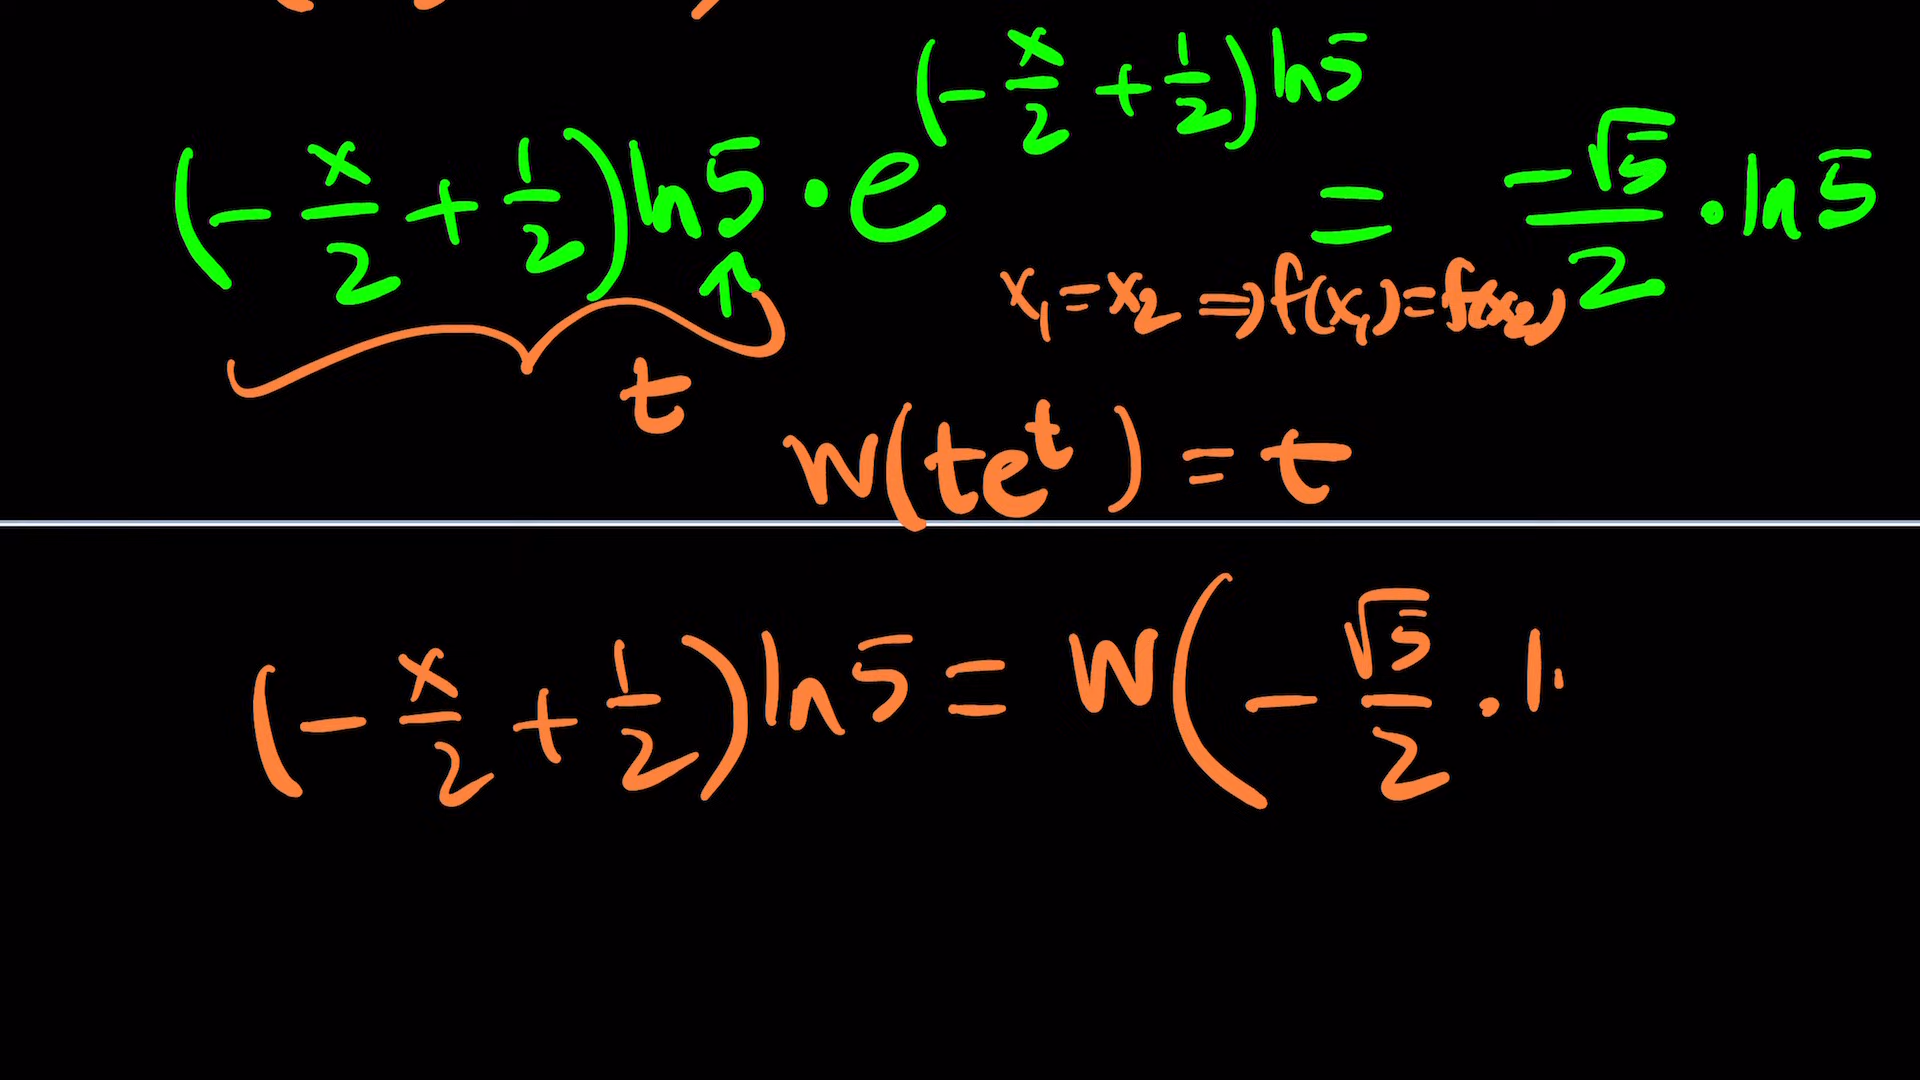 (-x/2 + 1/2) ln5 · e^((-x/2 + 1/2) ln5) = -√5/2 · ln5
x₁ = x₂ ⇒ f(x₁) = f(x₂)
t
W(te^t) = t
(-x/2 + 1/2) ln5 = W(-√5/2 · l